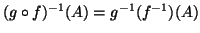 (g ∘ f)⁻¹(A) = g⁻¹(f⁻¹)(A)